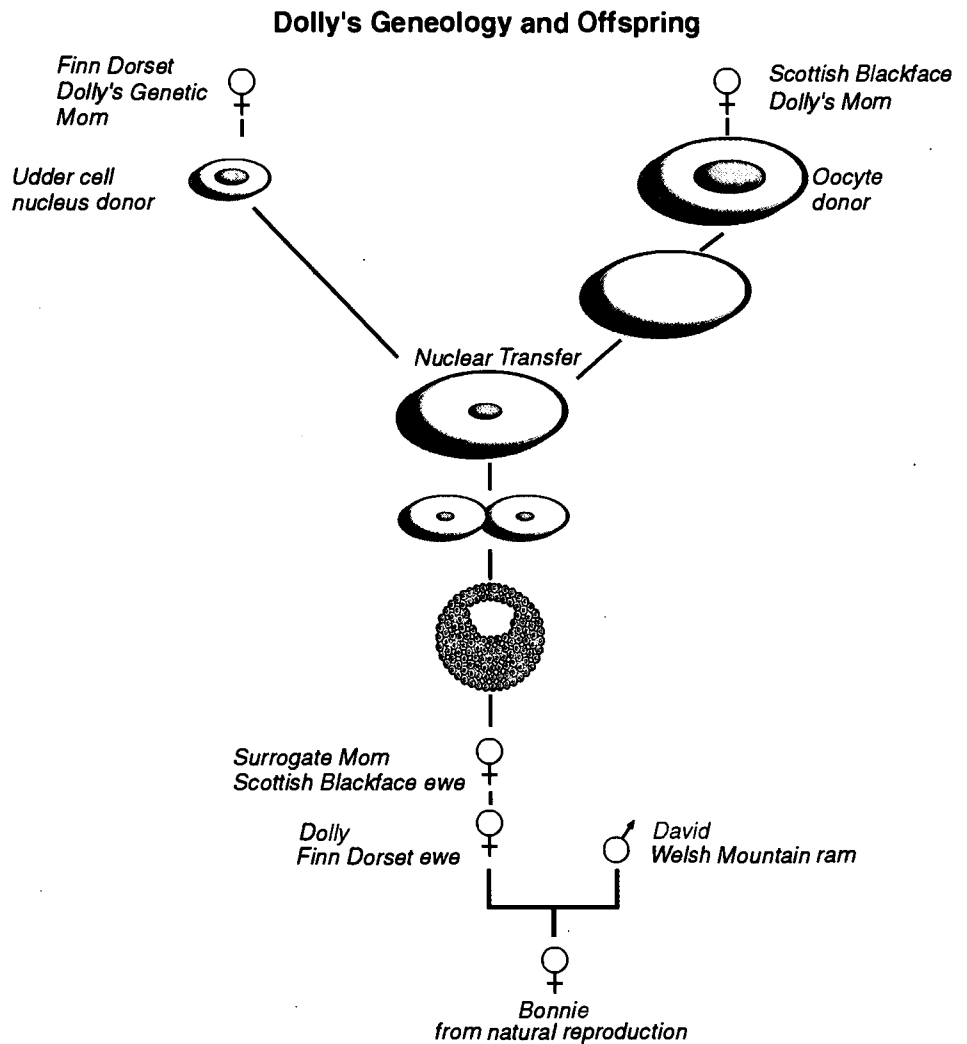 Dolly's Geneology and Offspring
Finn Dorset
Dolly's Genetic
Mom
Scottish Blackface
Dolly's Mom
Udder cell
nucleus donor
Oocyte
donor
Nuclear Transfer
Surrogate Mom
Scottish Blackface ewe
Dolly
Finn Dorset ewe
David
Welsh Mountain ram
Bonnie
from natural reproduction